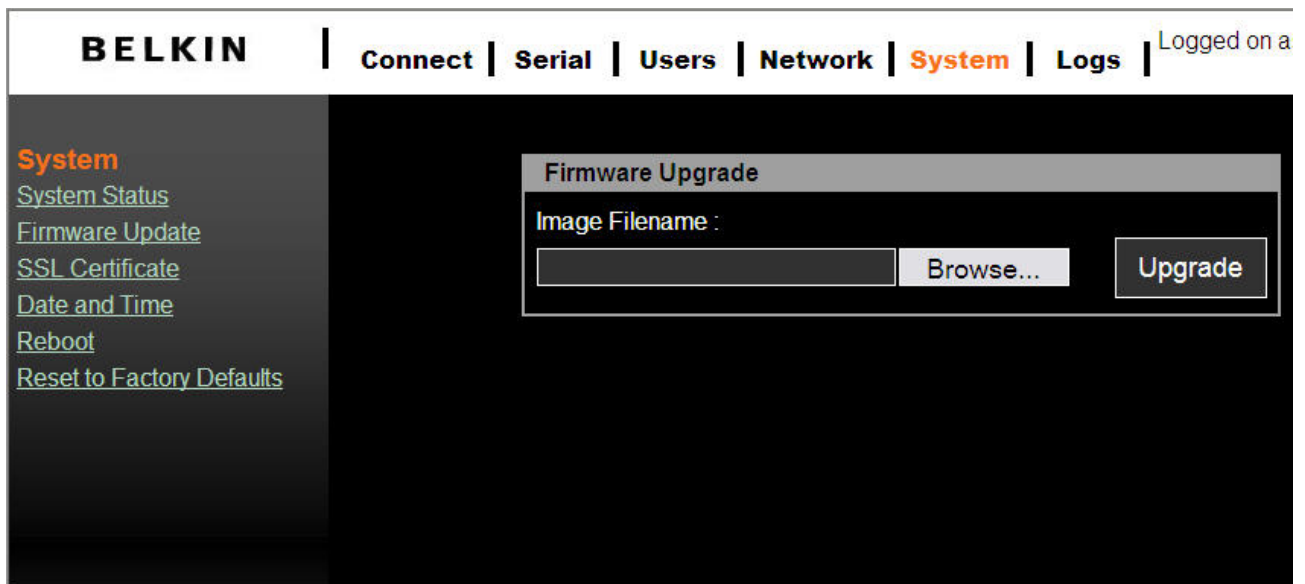 BELKIN
Connect Serial Users Network System Logs
Logged on a
System
System Status
Firmware Update
SSL Certificate
Date and Time
Reboot
Reset to Factory Defaults
Firmware Upgrade
Image Filename :
Browse...
Upgrade